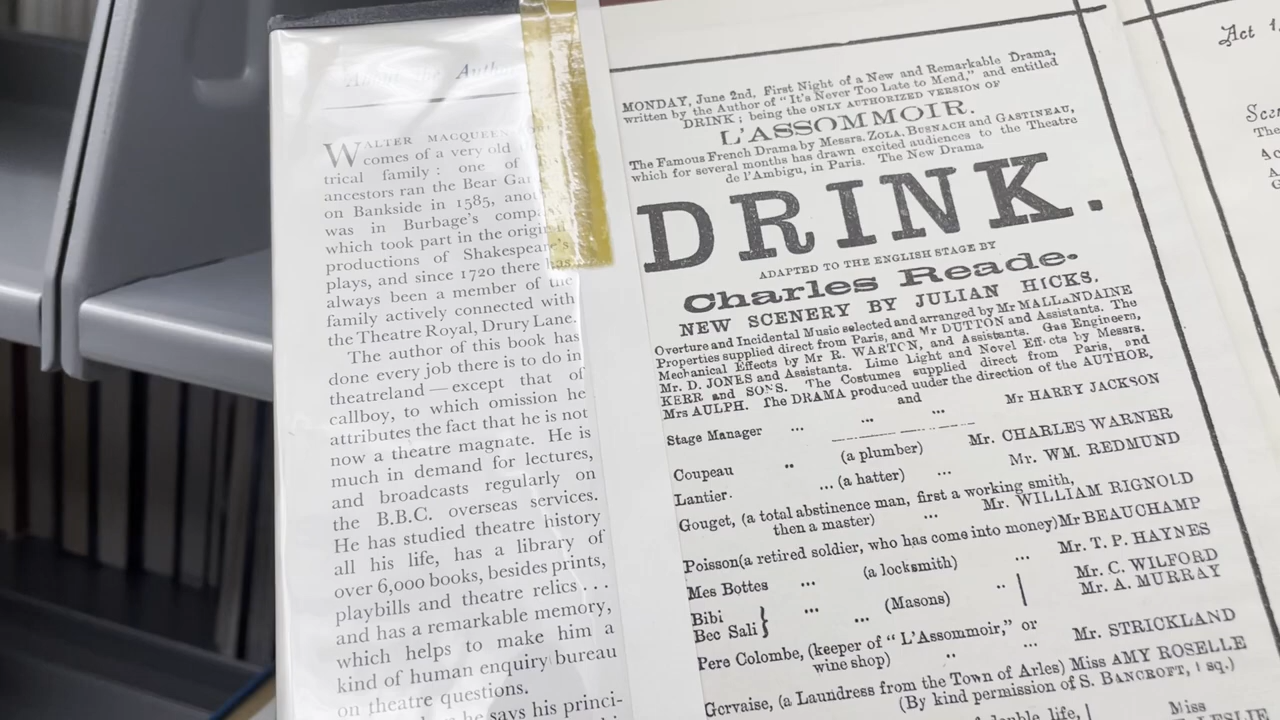 About the Author
WALTER MACQUEEN
comes of a very old
trical family: one of
ancestors ran the Bear Gar
on Bankside in 1585, anot
was in Burbage's comp
which took part in the origin
productions of Shakespeare's
plays, and since 1720 there has
always been a member of the
family actively connected with
the Theatre Royal, Drury Lane.
The author of this book has
done every job there is to do in
theatreland—except that of
callboy, to which omission he
attributes the fact that he is not
now a theatre magnate. He is
much in demand for lectures,
and broadcasts regularly on
the B.B.C. overseas services.
He has studied theatre history
all his life, has a library of
over 6,000 books, besides prints,
playbills and theatre relics . . .
and has a remarkable memory,
which helps to make him a
kind of human enquiry bureau
on theatre questions.
he says his princi-
MONDAY, June 2nd, First Night of a New and Remarkable Drama,
written by the Author of "It's Never Too Late to Mend," and entitled
DRINK; being the ONLY AUTHORIZED VERSION OF
L'ASSOMMOIR.
The Famous French Drama by Messrs. ZOLA, BUSNACH and GASTINEAU,
which for several months has drawn excited audiences to the Theatre
de l'Ambigu, in Paris. The New Drama
DRINK.
ADAPTED TO THE ENGLISH STAGE BY
Charles Reade.
NEW SCENERY BY JULIAN HICKS.
Overture and Incidental Music selected and arranged by Mr MALLANDAINE
Properties supplied direct from Paris, and Mr DUTTON and Assistants. The
Mechanical Effects by Mr R. WARTON, and Assistants. Gas Engineers,
Mr. D. JONES and Assistants. Lime Light and Novel Effects by Messrs.
KERR and SONS. The Costumes supplied direct from Paris, and
Mrs AULPH. The DRAMA produced under the direction of the AUTHOR,
and
Stage Manager ... ... ... Mr HARRY JACKSON
Coupeau .. (a plumber) Mr. CHARLES WARNER
Lantier. ... (a hatter) ... Mr. WM. REDMUND
Gouget, (a total abstinence man, first a working smith,
then a master) ... Mr. WILLIAM RIGNOLD
Poisson (a retired soldier, who has come into money) Mr BEAUCHAMP
Mes Bottes ... (a locksmith) ... Mr. T. P. HAYNES
Bibi } ... (Masons) .. | Mr. C. WILFORD
Bec Sali } ... Mr. A. MURRAY
Pere Colombe, (keeper of "L'Assommoir," or
wine shop) .. ... Mr. STRICKLAND
Gervaise, (a Laundress from the Town of Arles) Miss AMY ROSELLE
(By kind permission of S. BANCROFT, Esq.)
double life, Miss
Act 1,